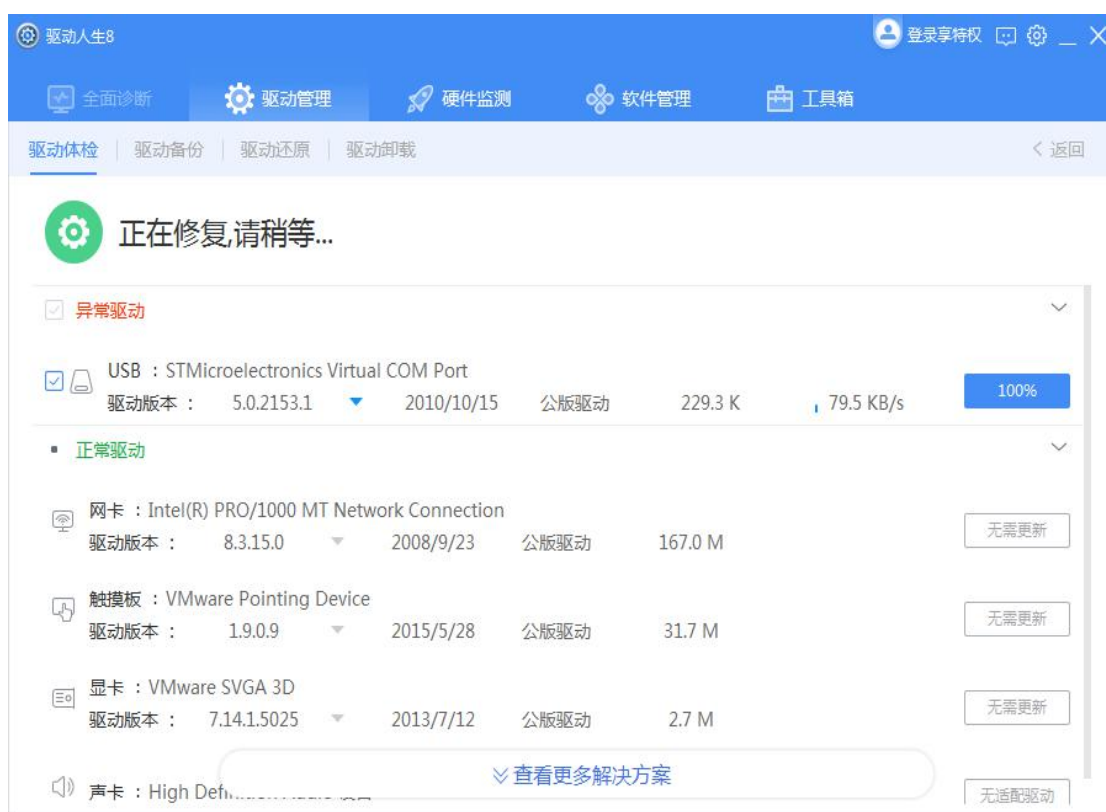 驱动人生8 登录享特权
全面诊断 驱动管理 硬件监测 软件管理 工具箱
驱动体检 驱动备份 驱动还原 驱动卸载 返回
正在修复,请稍等...
异常驱动
USB : STMicroelectronics Virtual COM Port
驱动版本 : 5.0.2153.1 2010/10/15 公版驱动 229.3 K 79.5 KB/s 100%
正常驱动
网卡 : Intel(R) PRO/1000 MT Network Connection
驱动版本 : 8.3.15.0 2008/9/23 公版驱动 167.0 M 无需更新
触摸板 : VMware Pointing Device
驱动版本 : 1.9.0.9 2015/5/28 公版驱动 31.7 M 无需更新
显卡 : VMware SVGA 3D
驱动版本 : 7.14.1.5025 2013/7/12 公版驱动 2.7 M 无需更新
查看更多解决方案
声卡 : High 无适配驱动